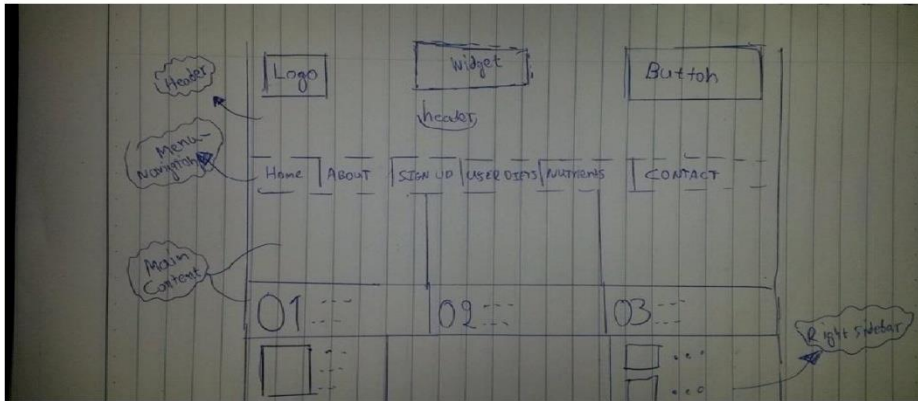 Logo
Widget
Button
Header
header
Menu-
Navigation
Home ABOUT SIGN UP USER DIETS CONTACT
Main
Content
01 02 03
Right Sidebar